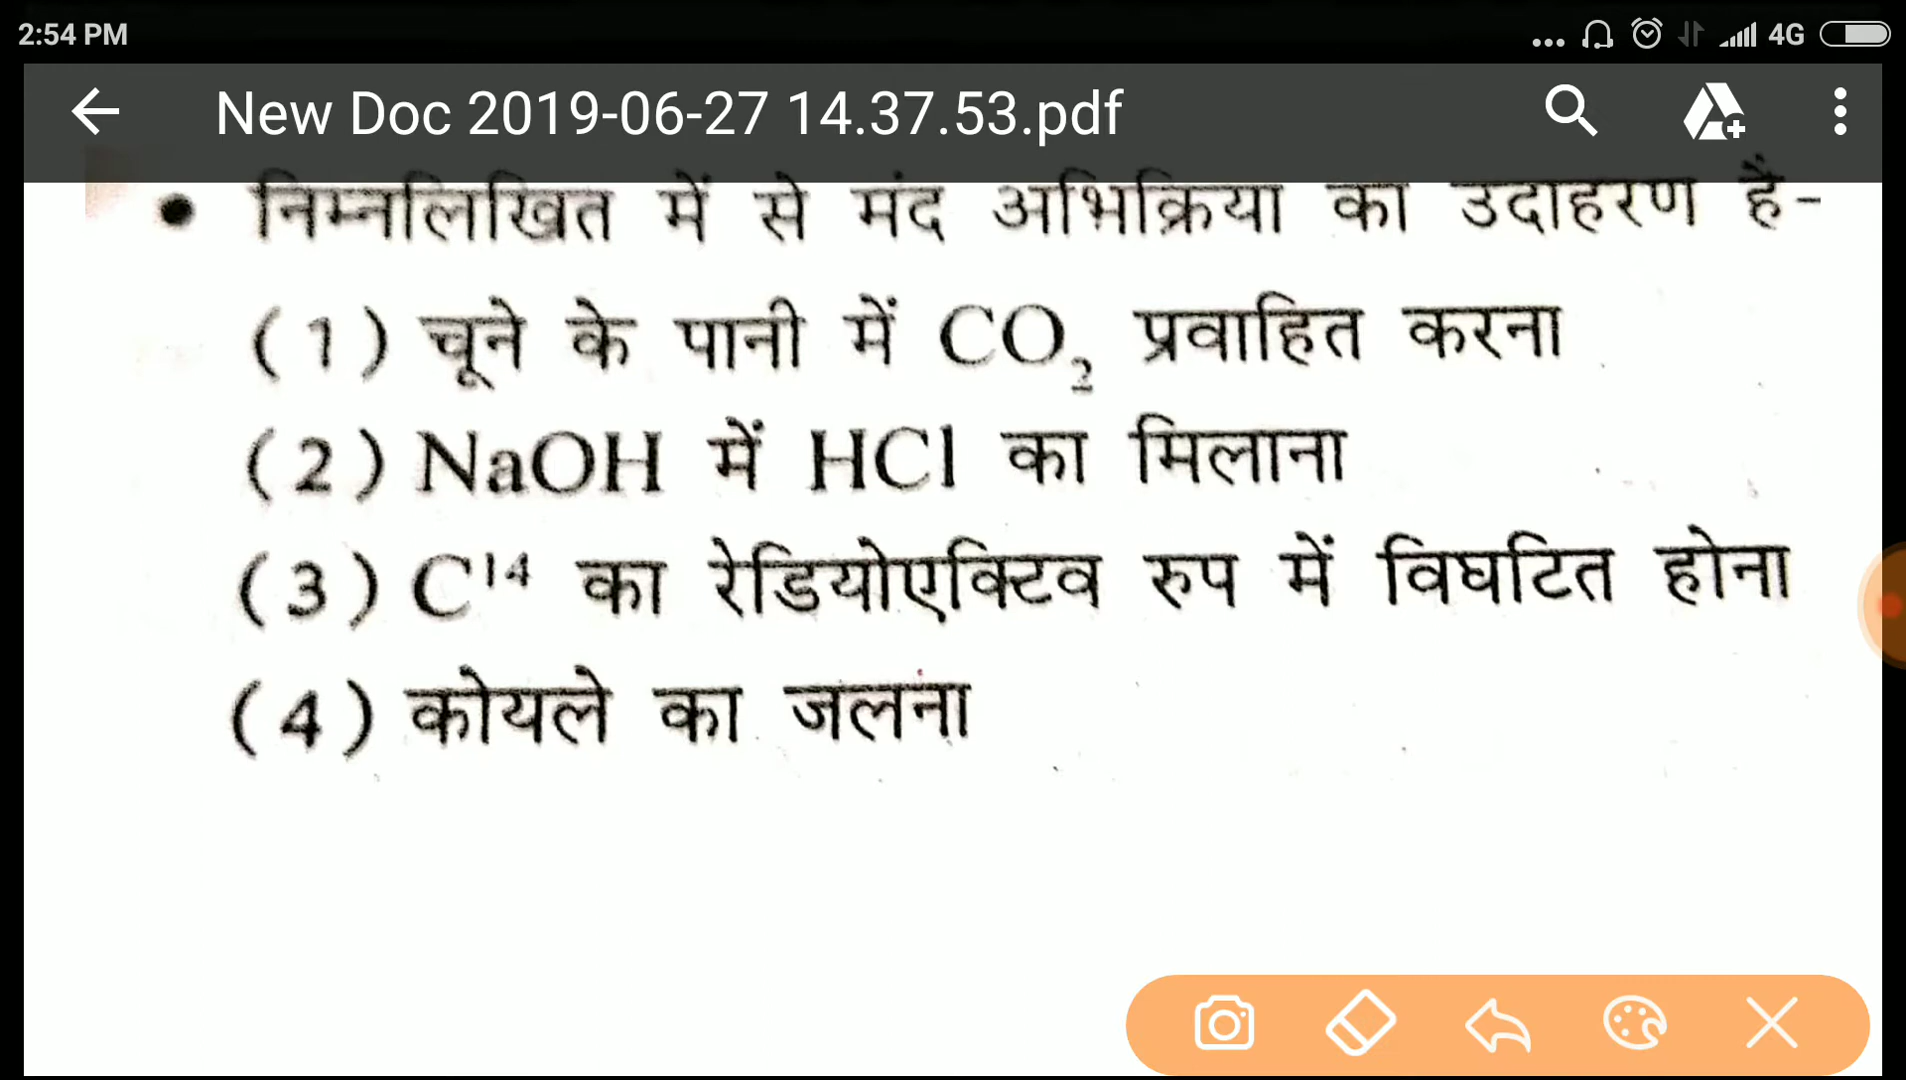 2:54 PM 4G
New Doc 2019-06-27 14.37.53.pdf
• निम्नलिखित में से मंद अभिक्रिया का उदाहरण है-
(1) चूने के पानी में CO₂ प्रवाहित करना
(2) NaOH में HCl का मिलाना
(3) C¹⁴ का रेडियोएक्टिव रुप में विघटित होना
(4) कोयले का जलना